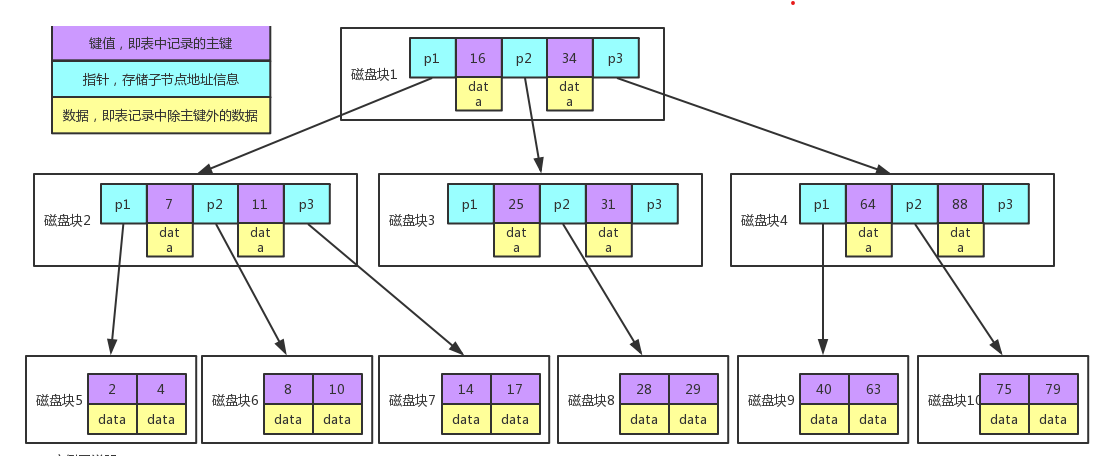 键值，即表中记录的主键
指针，存储子节点地址信息
数据，即表记录中除主键外的数据
磁盘块1
p1 16 p2 34 p3
dat
a
dat
a
磁盘块2
p1 7 p2 11 p3
dat
a
dat
a
磁盘块3
p1 25 p2 31 p3
dat
a
dat
a
磁盘块4
p1 64 p2 88 p3
dat
a
dat
a
磁盘块5
2 4
data data
磁盘块6
8 10
data data
磁盘块7
14 17
data data
磁盘块8
28 29
data data
磁盘块9
40 63
data data
磁盘块10
75 79
data data